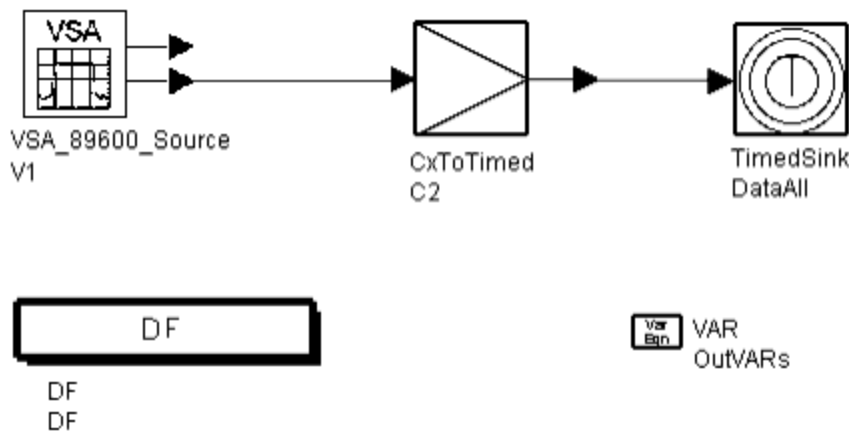 VSA
VSA_89600_Source
V1
CxToTimed
C2
TimedSink
DataAll
DF
DF
DF
Var
Eqn
VAR
OutVARs